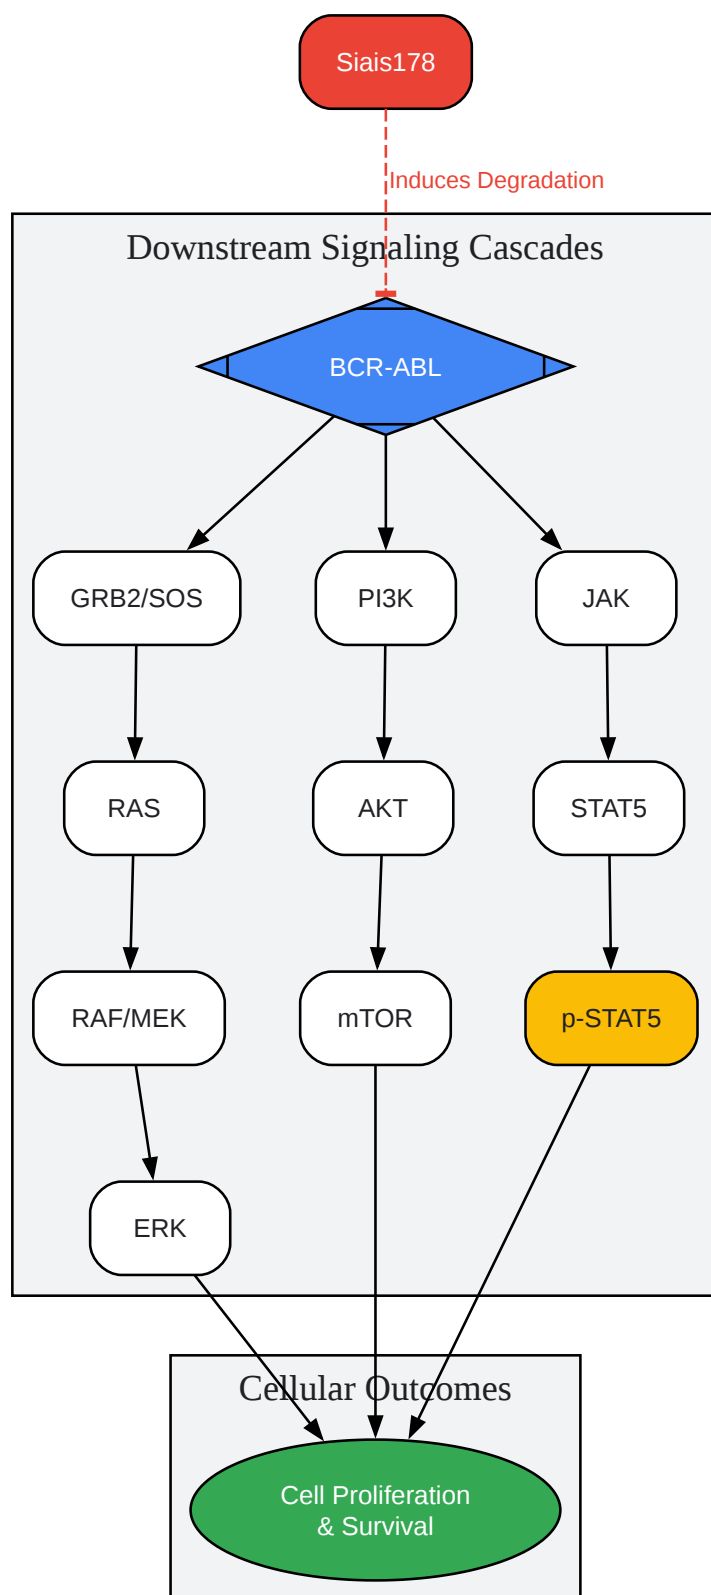 Siais178
Induces Degradation
Downstream Signaling Cascades
BCR-ABL
GRB2/SOS
PI3K
JAK
RAS
AKT
STAT5
RAF/MEK
mTOR
p-STAT5
ERK
Cellular Outcomes
Cell Proliferation
& Survival